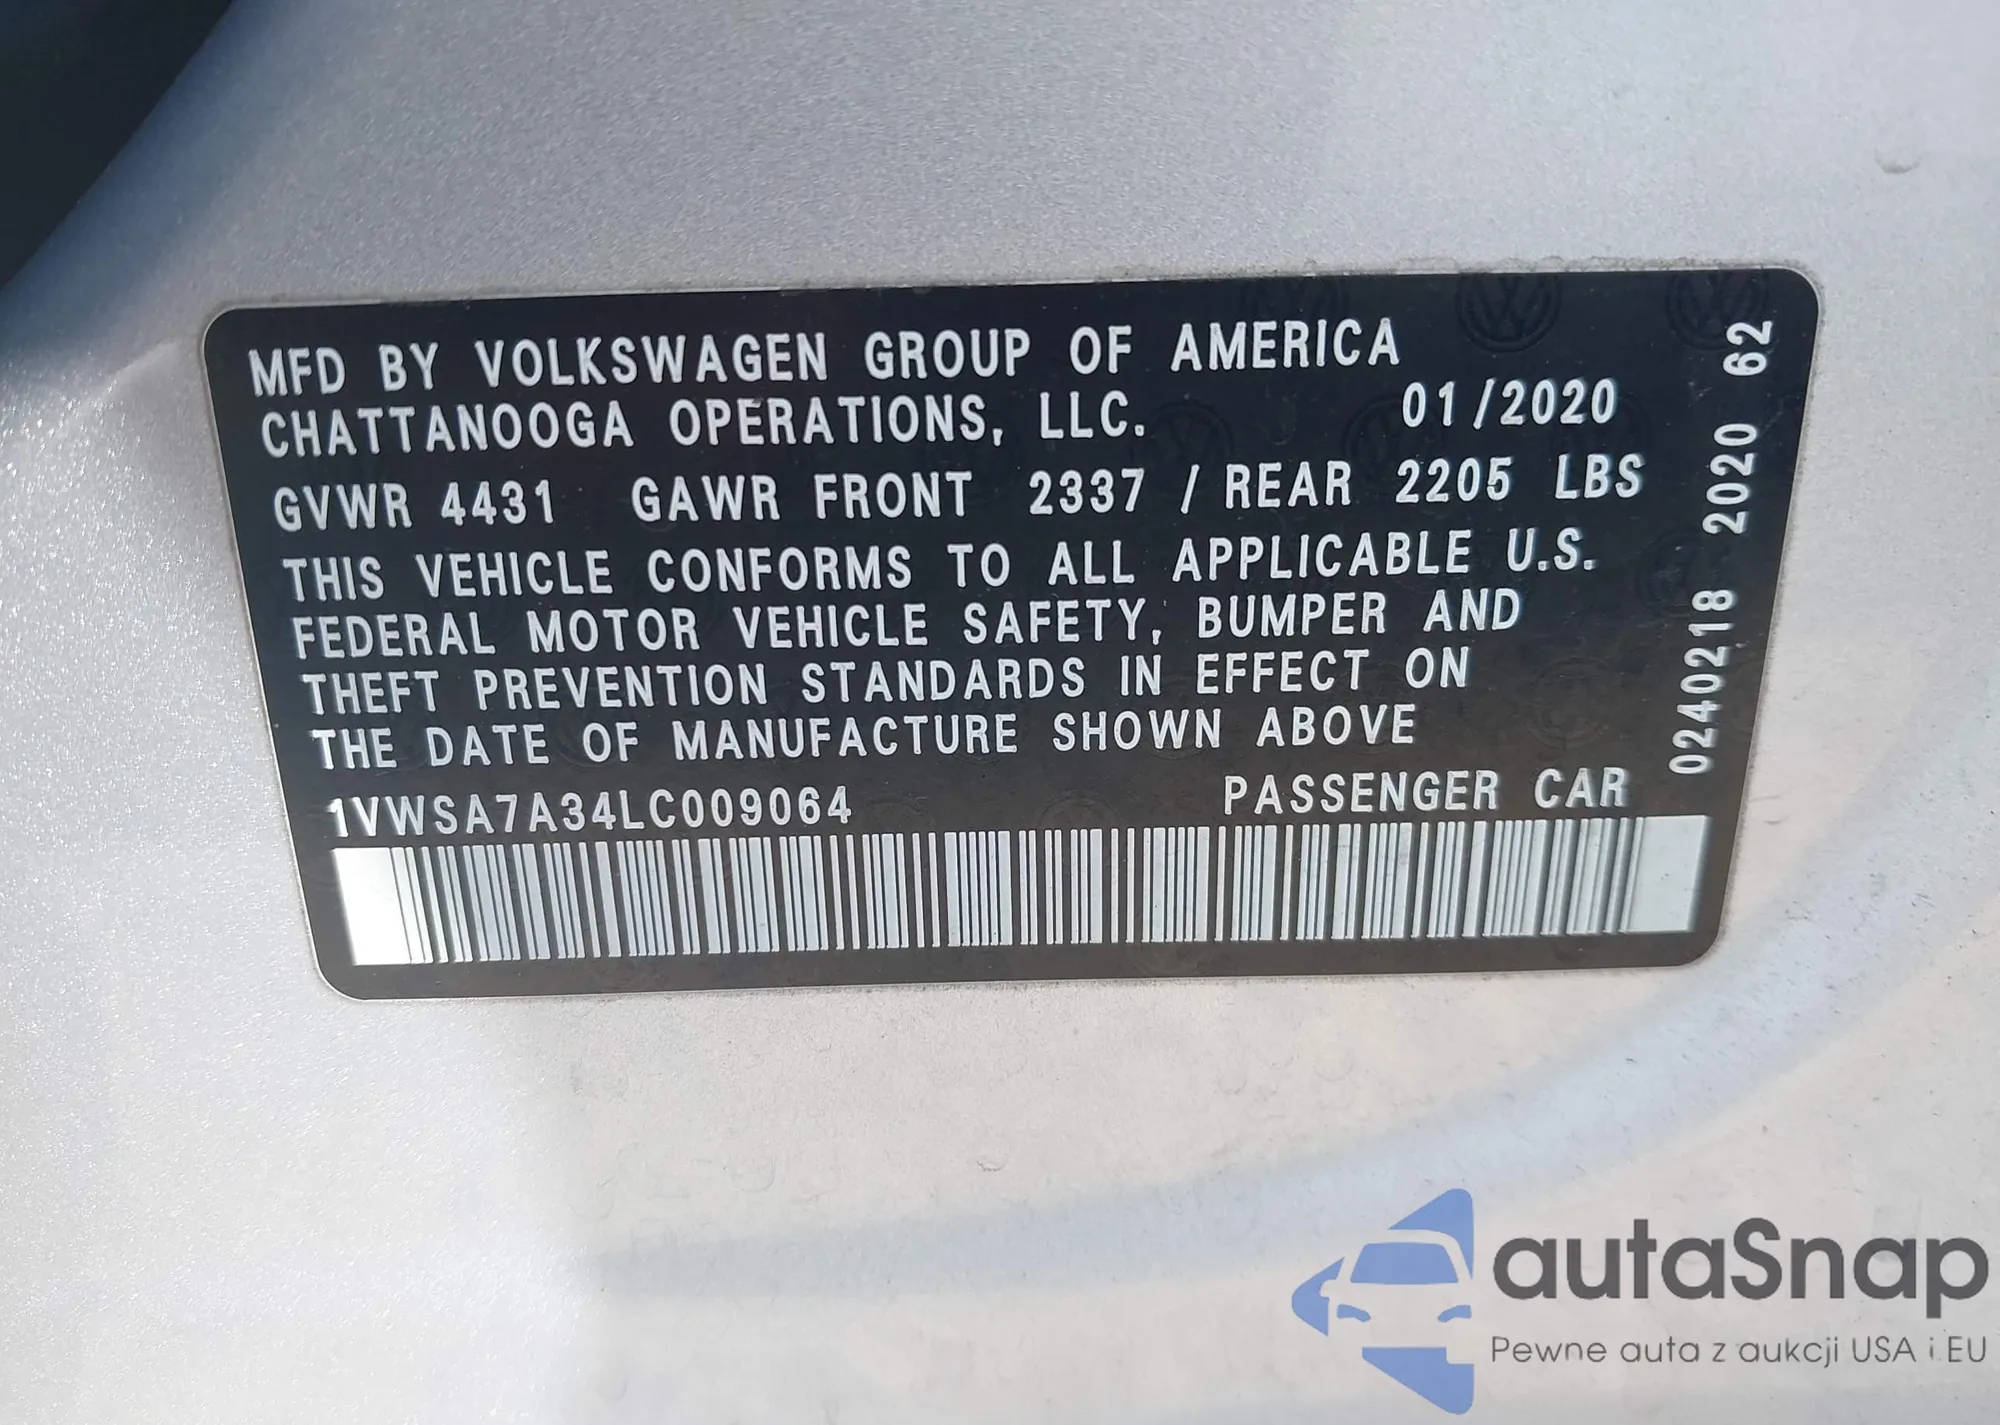 MFD BY VOLKSWAGEN GROUP OF AMERICA
CHATTANOOGA OPERATIONS, LLC. 01/2020
GVWR 4431 GAWR FRONT 2337 / REAR 2205 LBS
THIS VEHICLE CONFORMS TO ALL APPLICABLE U.S.
FEDERAL MOTOR VEHICLE SAFETY, BUMPER AND
THEFT PREVENTION STANDARDS IN EFFECT ON
THE DATE OF MANUFACTURE SHOWN ABOVE
1VWSA7A34LC009064 PASSENGER CAR
0240218 2020 62
autaSnap
Pewne auta z aukcji USA i EU